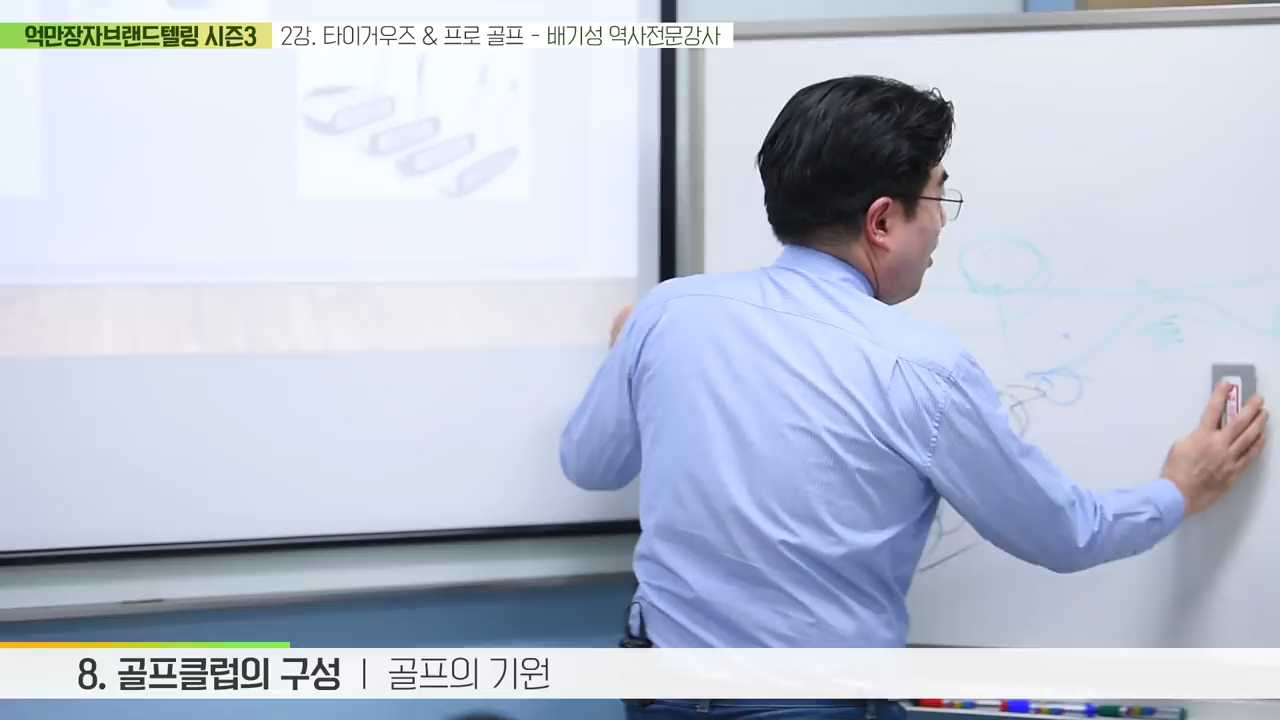 억만장자브랜드텔링 시즌3 2강. 타이거우즈 & 프로 골프 - 배기성 역사전문강사
8. 골프클럽의 구성 | 골프의 기원